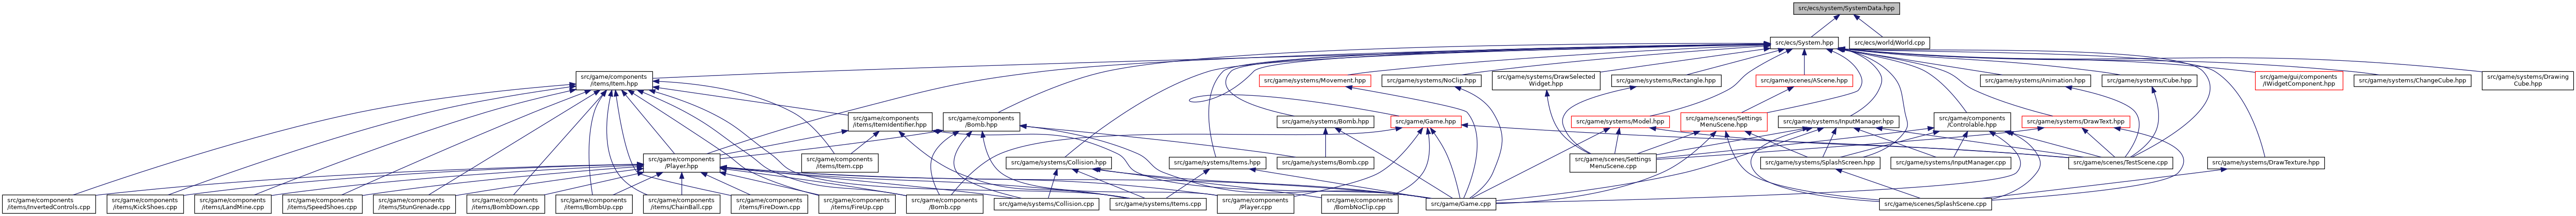 src/ecs/system/SystemData.hpp
src/ecs/System.hpp
src/ecs/world/World.cpp
src/game/components
/items/Item.hpp
src/game/systems/Movement.hpp
src/game/systems/NoClip.hpp
src/game/systems/DrawSelected
Widget.hpp
src/game/systems/Rectangle.hpp
src/game/scenes/AScene.hpp
src/game/systems/Animation.hpp
src/game/systems/Cube.hpp
src/game/gui/components
/IWidgetComponent.hpp
src/game/systems/ChangeCube.hpp
src/game/systems/Drawing
Cube.hpp
src/game/components
/items/ItemIdentifier.hpp
src/game/components
/Bomb.hpp
src/game/systems/Bomb.hpp
src/game/Game.hpp
src/game/systems/Model.hpp
src/game/scenes/Settings
MenuScene.hpp
src/game/systems/InputManager.hpp
src/game/components
/Controlable.hpp
src/game/systems/DrawText.hpp
src/game/components
/Player.hpp
src/game/components
/items/Item.cpp
src/game/systems/Collision.hpp
src/game/systems/Items.hpp
src/game/systems/Bomb.cpp
src/game/scenes/Settings
MenuScene.cpp
src/game/systems/SplashScreen.hpp
src/game/systems/InputManager.cpp
src/game/scenes/TestScene.cpp
src/game/systems/DrawTexture.hpp
src/game/components
/items/InvertedControls.cpp
src/game/components
/items/KickShoes.cpp
src/game/components
/items/LandMine.cpp
src/game/components
/items/SpeedShoes.cpp
src/game/components
/items/StunGrenade.cpp
src/game/components
/items/BombDown.cpp
src/game/components
/items/BombUp.cpp
src/game/components
/items/ChainBall.cpp
src/game/components
/items/FireDown.cpp
src/game/components
/items/FireUp.cpp
src/game/components
/Bomb.cpp
src/game/systems/Collision.cpp
src/game/systems/Items.cpp
src/game/components
/Player.cpp
src/game/components
/BombNoClip.cpp
src/game/Game.cpp
src/game/scenes/SplashScene.cpp